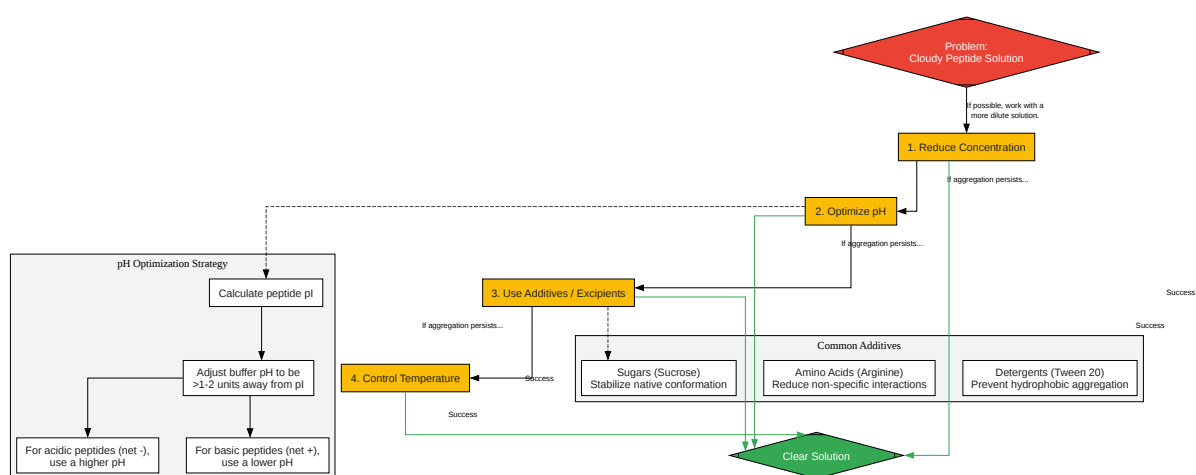 Problem:
Cloudy Peptide Solution
If possible, work with a
more dilute solution.
1. Reduce Concentration
If aggregation persists...
2. Optimize pH
If aggregation persists...
pH Optimization Strategy
Calculate peptide pI
3. Use Additives / Excipients
Success
If aggregation persists...
Success
Common Additives
Adjust buffer pH to be
>1-2 units away from pI
4. Control Temperature
Success
Sugars (Sucrose)
Stabilize native conformation
Amino Acids (Arginine)
Reduce non-specific interactions
Detergents (Tween 20)
Prevent hydrophobic aggregation
Success
For acidic peptides (net -),
use a higher pH
For basic peptides (net +),
use a lower pH
Clear Solution